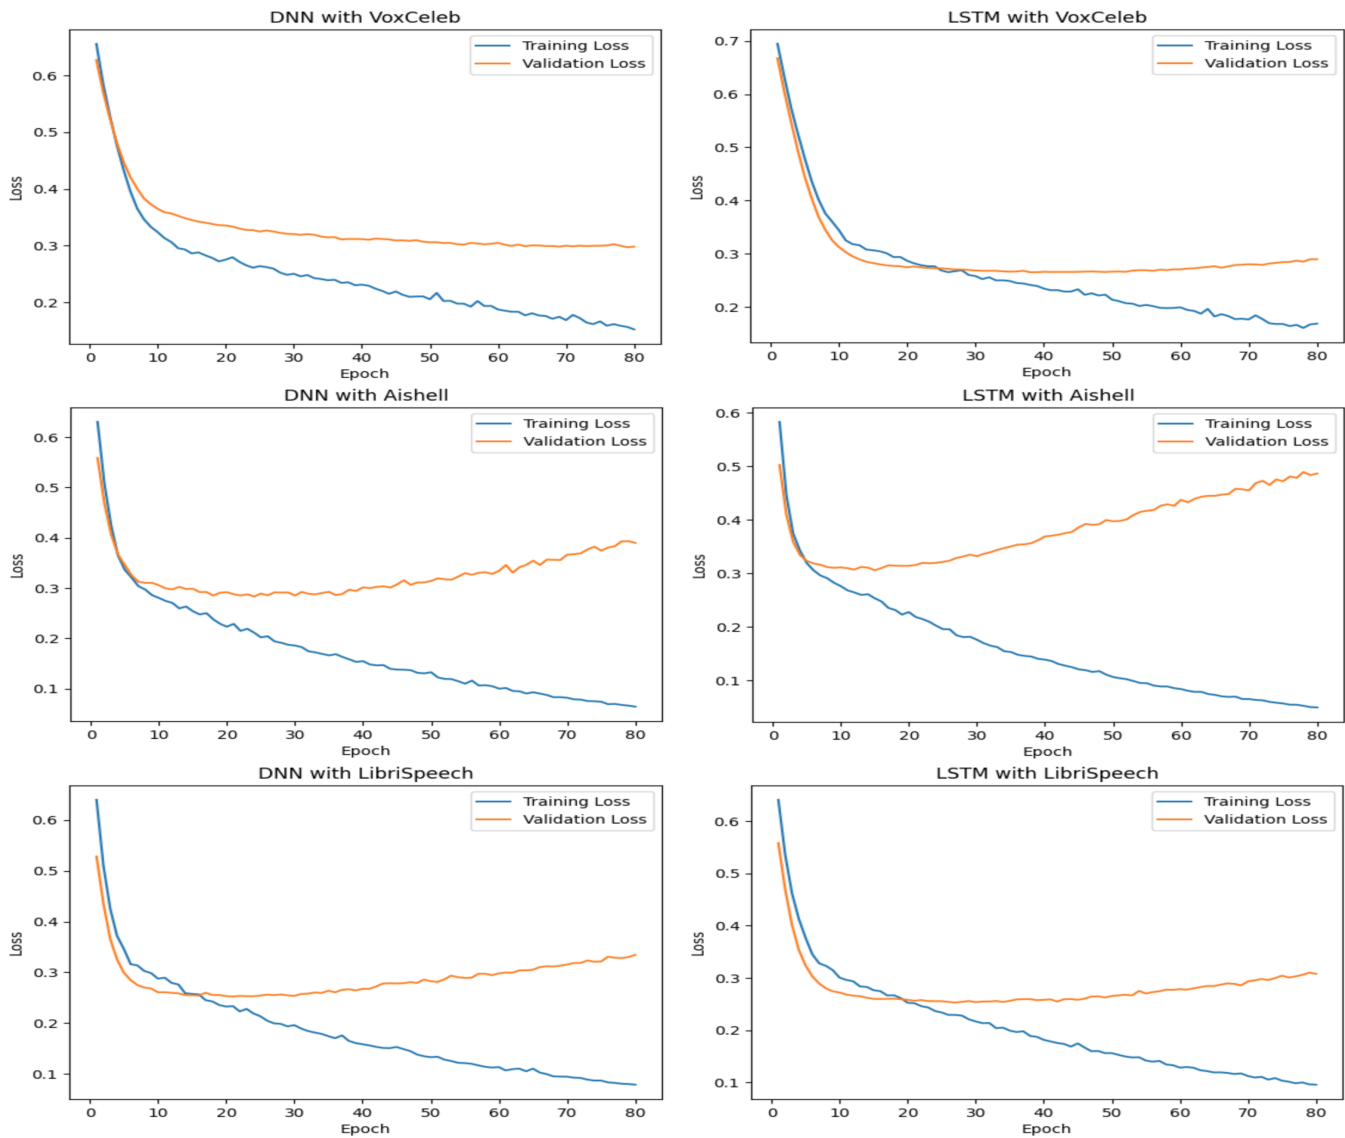 DNN with VoxCeleb
Training Loss
Validation Loss
0.6
0.5
0.4
0.3
0.2
Loss
0 10 20 30 40 50 60 70 80
Epoch
LSTM with VoxCeleb
Training Loss
Validation Loss
0.7
0.6
0.5
0.4
0.3
0.2
Loss
0 10 20 30 40 50 60 70 80
Epoch
DNN with Aishell
Training Loss
Validation Loss
0.6
0.5
0.4
0.3
0.2
0.1
Loss
0 10 20 30 40 50 60 70 80
Epoch
LSTM with Aishell
Training Loss
Validation Loss
0.6
0.5
0.4
0.3
0.2
0.1
Loss
0 10 20 30 40 50 60 70 80
Epoch
DNN with LibriSpeech
Training Loss
Validation Loss
0.6
0.5
0.4
0.3
0.2
0.1
Loss
0 10 20 30 40 50 60 70 80
Epoch
LSTM with LibriSpeech
Training Loss
Validation Loss
0.6
0.5
0.4
0.3
0.2
0.1
Loss
0 10 20 30 40 50 60 70 80
Epoch